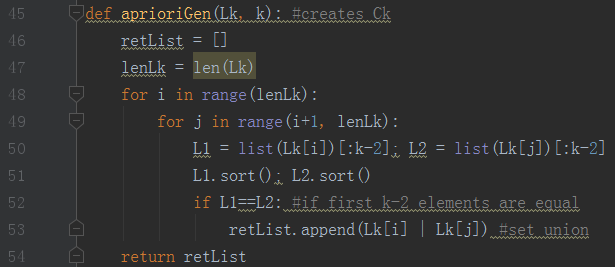 45 def aprioriGen(Lk, k): #creates Ck
46 retList = []
47 lenLk = len(Lk)
48 for i in range(lenLk):
49 for j in range(i+1, lenLk):
50 L1 = list(Lk[i])[:k-2]; L2 = list(Lk[j])[:k-2]
51 L1.sort(); L2.sort()
52 if L1==L2: #if first k-2 elements are equal
53 retList.append(Lk[i] | Lk[j]) #set union
54 return retList